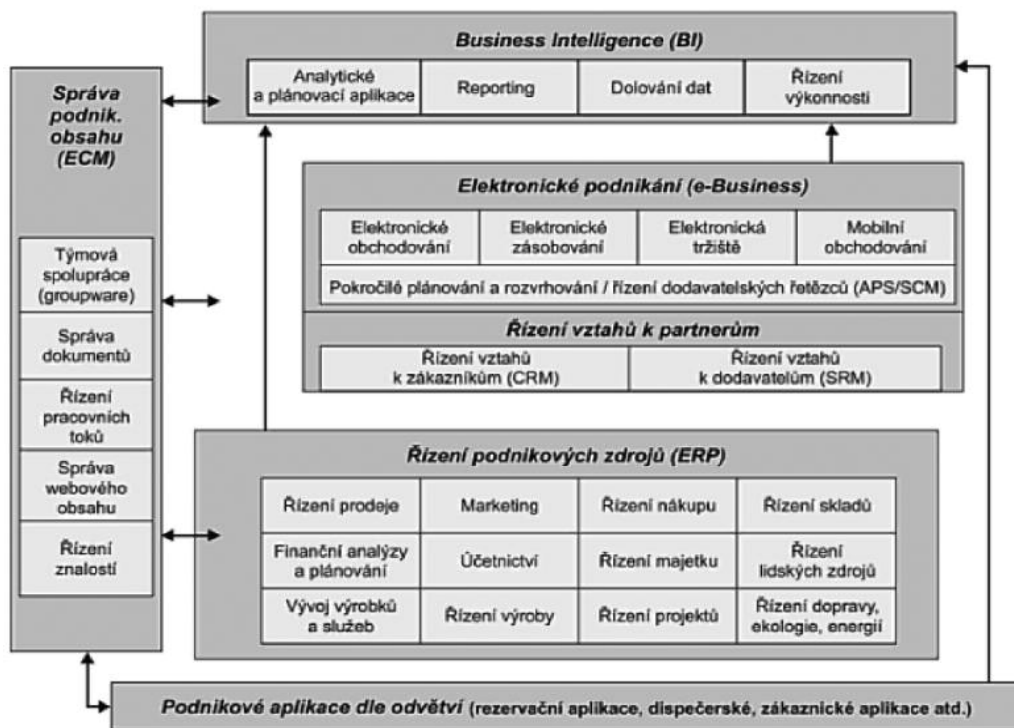 Business Intelligence (BI)
Analytické
a plánovací aplikace
Reporting
Dolování dat
Řízení
výkonnosti
Správa
podnik.
obsahu
(ECM)
Týmová
spolupráce
(groupware)
Správa
dokumentů
Řízení
pracovních
toků
Správa
webového
obsahu
Řízení
znalostí
Elektronické podnikání (e-Business)
Elektronické
obchodování
Elektronické
zásobování
Elektronická
tržiště
Mobilní
obchodování
Pokročilé plánování a rozvrhování / řízení dodavatelských řetězců (APS/SCM)
Řízení vztahů k partnerům
Řízení vztahů
k zákazníkům (CRM)
Řízení vztahů
k dodavatelům (SRM)
Řízení podnikových zdrojů (ERP)
Řízení prodeje
Marketing
Řízení nákupu
Řízení skladů
Finanční analýzy
a plánování
Účetnictví
Řízení majetku
Řízení
lidských zdrojů
Vývoj výrobků
a služeb
Řízení výroby
Řízení projektů
Řízení dopravy,
ekologie, energií
Podnikové aplikace dle odvětví (rezervační aplikace, dispečerské, zákaznické aplikace atd.)